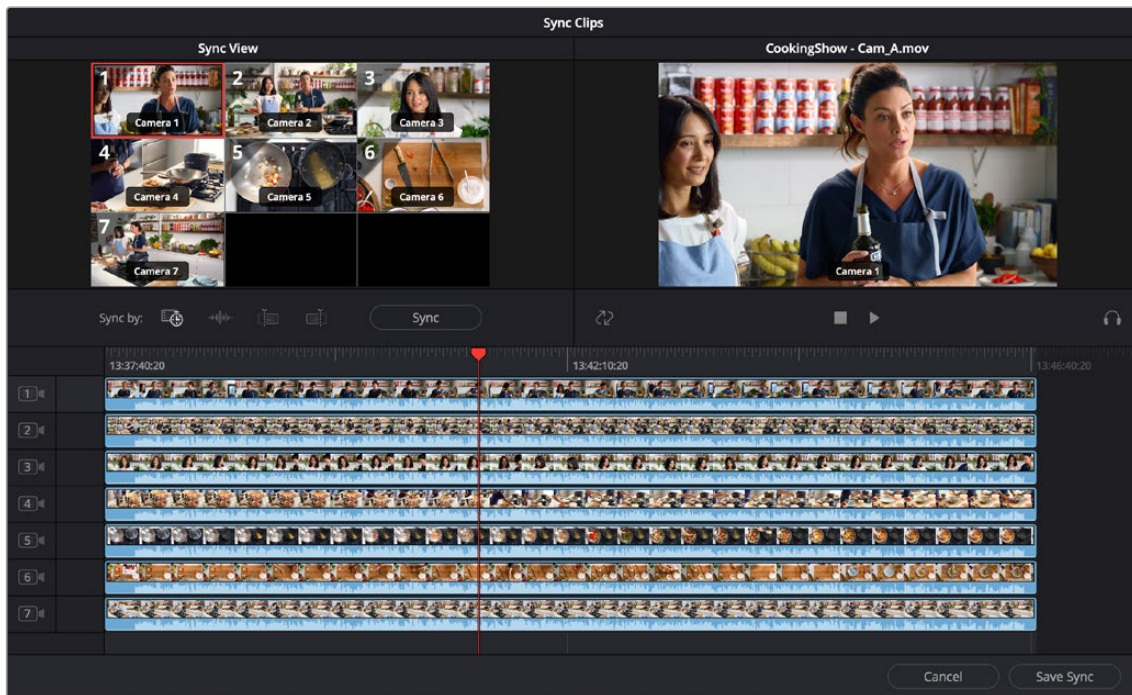 Sync Clips
Sync View
CookingShow - Cam_A.mov
1
Camera 1
2
Camera 2
3
Camera 3
4
Camera 4
5
Camera 5
6
Camera 6
7
Camera 7
Camera 1
Sync by:
Sync
13:37:40:20
13:42:10:20
13:46:40:20
1
2
3
4
5
6
7
Cancel
Save Sync